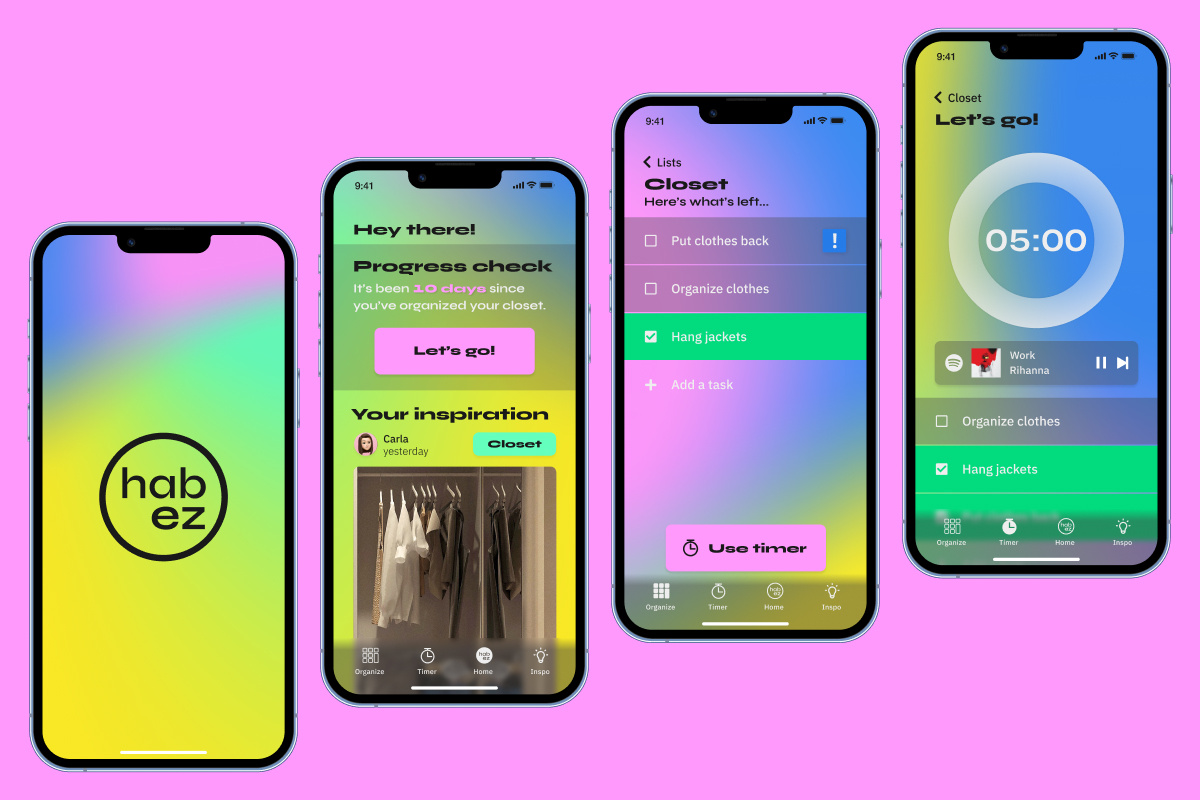 hab
ez
9:41
Hey there!
Progress check
It's been 10 days since
you've organized your closet.
Let's go!
Your inspiration
Carla
yesterday
Closet
Organize
Timer
hab
ez
Home
Inspo
9:41
Lists
Closet
Here's what's left...
Put clothes back
!
Organize clothes
Hang jackets
+ Add a task
Use timer
Organize
Timer
hab
ez
Home
Inspo
9:41
Closet
Let's go!
05:00
Work
Rihanna
Organize clothes
Hang jackets
Organize
Timer
hab
ez
Home
Inspo